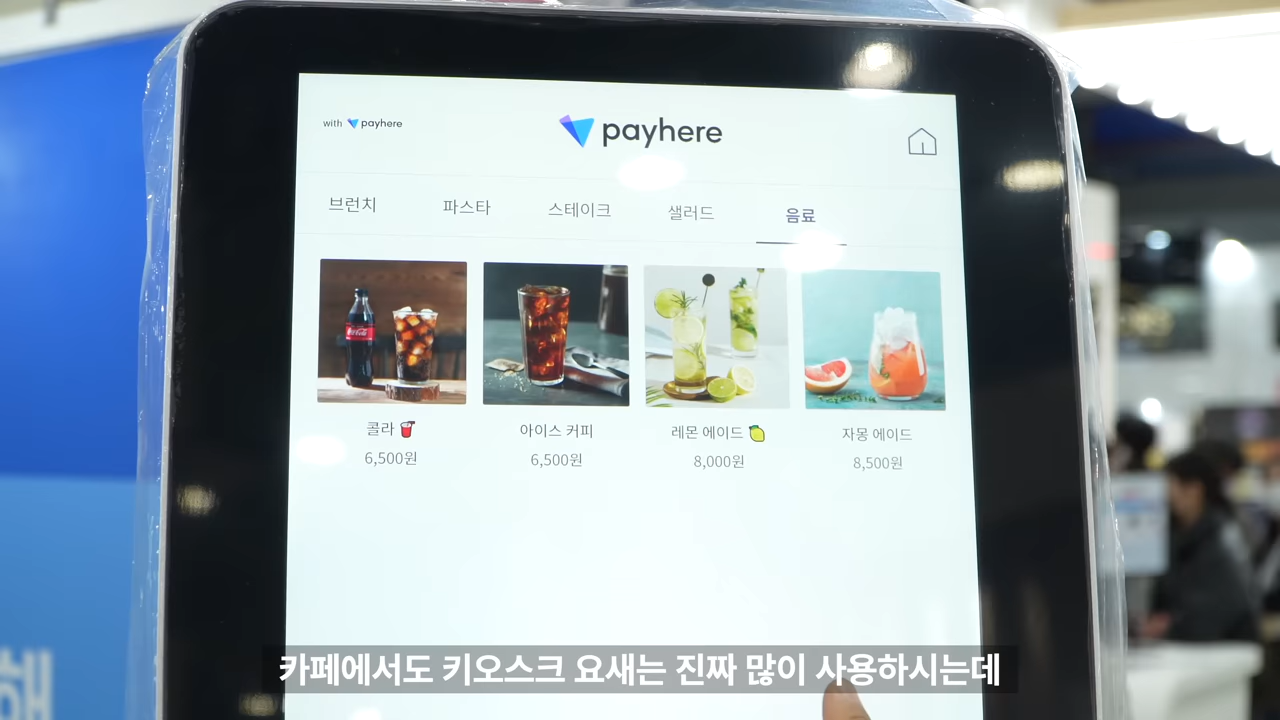 with payhere
payhere
브런치 파스타 스테이크 샐러드 음료
Coca-Cola
콜라 아이스 커피 레몬 에이드 자몽 에이드
6,500원 6,500원 8,000원 8,500원
해
카페에서도 키오스크 요새는 진짜 많이 사용하시는데